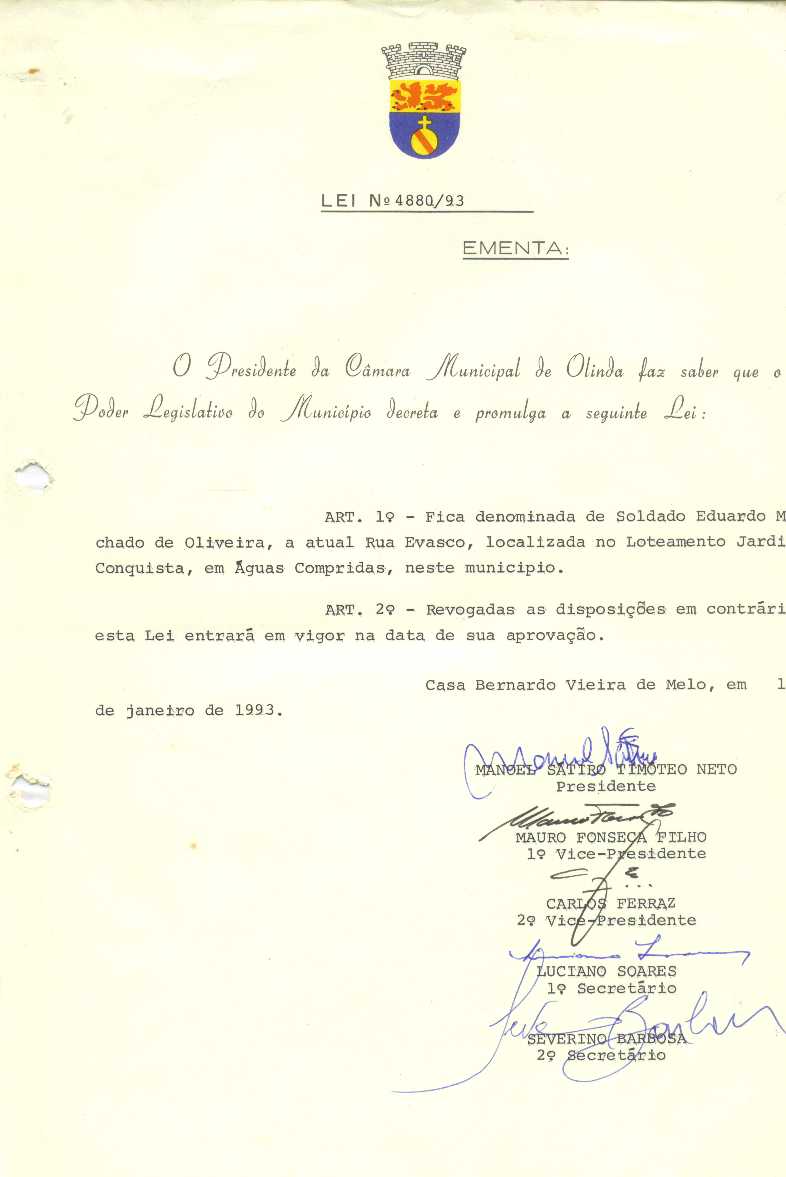 LEI Nº 4880/93
EMENTA:
O Presidente da Câmara Municipal de Olinda faz saber que o
Poder Legislativo do Município decreta e promulga a seguinte Lei:
ART. 1º - Fica denominada de Soldado Eduardo M
chado de Oliveira, a atual Rua Evasco, localizada no Loteamento Jardi
Conquista, em Águas Compridas, neste municipio.
ART. 2º - Revogadas as disposições em contrári
esta Lei entrará em vigor na data de sua aprovação.
Casa Bernardo Vieira de Melo, em 1
de janeiro de 1993.
MANOEL SATIRO TIMOTEO NETO
Presidente
MAURO FONSECA FILHO
1º Vice-Presidente
CARLOS FERRAZ
2º Vice-Presidente
LUCIANO SOARES
1º Secretário
SEVERINO BARBOSA
2º Secretário